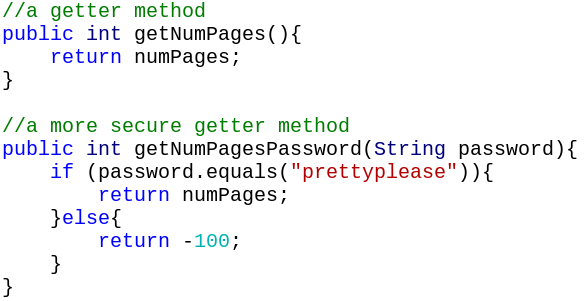 //a getter method
public int getNumPages(){
    return numPages;
}

//a more secure getter method
public int getNumPagesPassword(String password){
    if (password.equals("prettyplease")){
        return numPages;
    }else{
        return -100;
    }
}